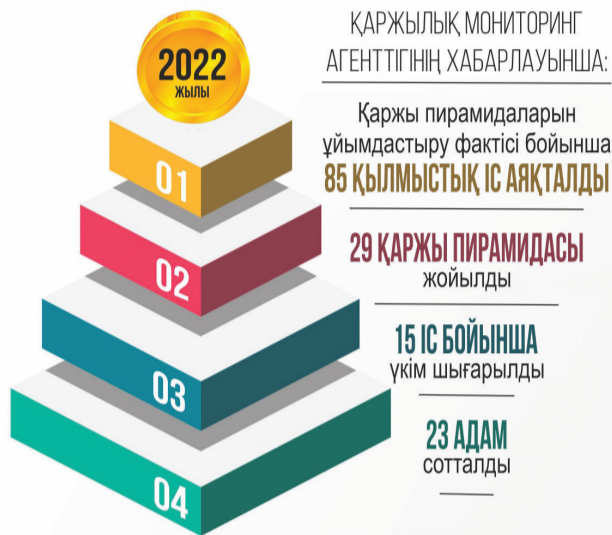 2022
ЖЫЛЫ
ҚАРЖЫЛЫҚ МОНИТОРИНГ
АГЕНТТІГІНІҢ ХАБАРЛАУЫНША:
Қаржы пирамидаларын
ұйымдастыру фактісі бойынша
85 ҚЫЛМЫСТЫҚ ІС АЯҚТАЛДЫ
01
29 ҚАРЖЫ ПИРАМИДАСЫ
жойылды
02
15 ІС БОЙЫНША
үкім шығарылды
03
23 АДАМ
сотталды
04